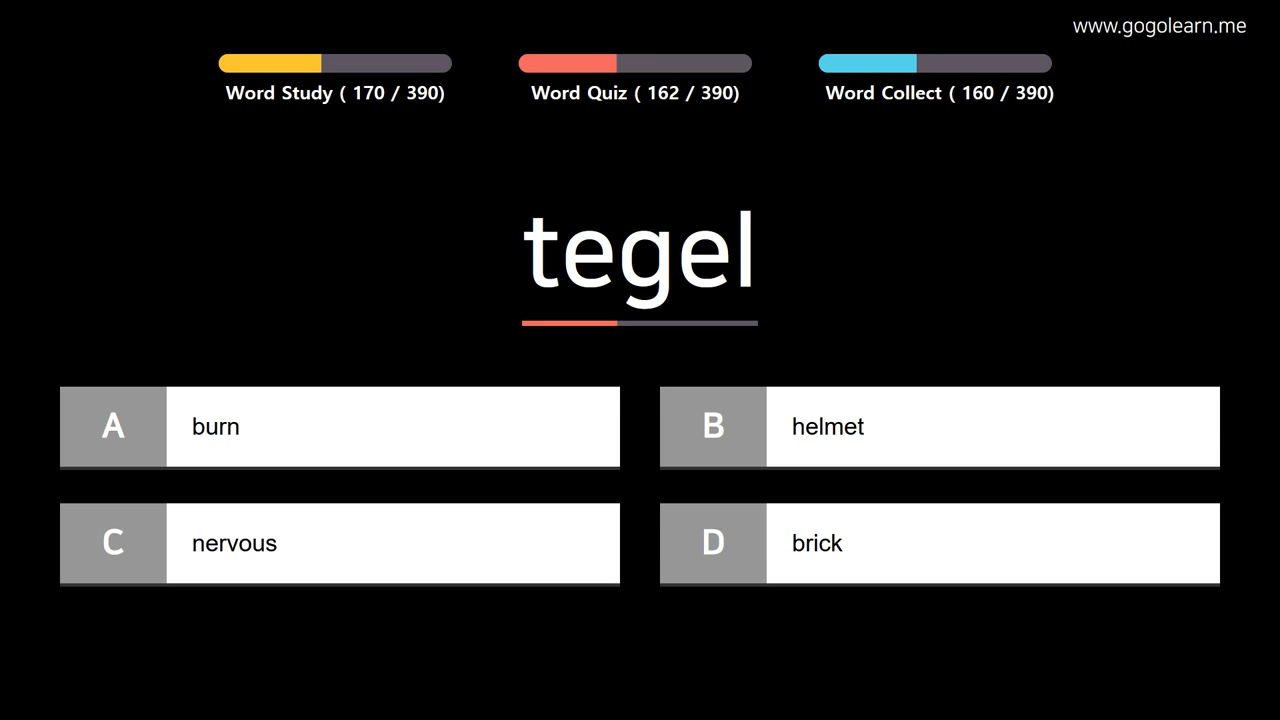 www.gogolearn.me
Word Study ( 170 / 390)
Word Quiz ( 162 / 390)
Word Collect ( 160 / 390)
tegel
A burn
B helmet
C nervous
D brick